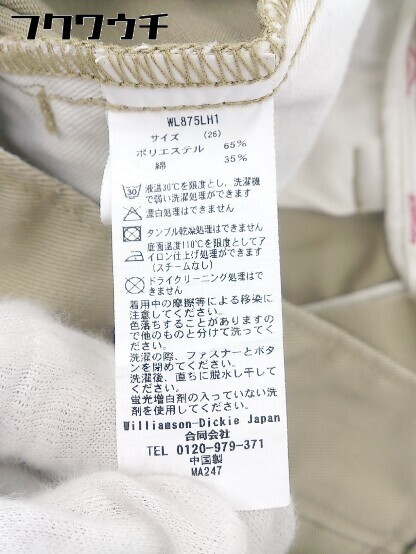 フクワウチ
WL875LH1
サイズ (26)
ポリエステル 65%
綿 35%
30 液温30℃を限度とし、洗濯機
で弱い洗濯処理ができます
漂白処理はできません
タンブル乾燥処理はできません
底面温度110℃を限度としてア
イロン仕上げ処理ができます
(スチームなし)
ドライクリーニング処理はで
きません
着用中の摩擦等による移染に
注意してください。
色落ちすることがありますの
で他のものと分けて洗ってく
ださい。
洗濯の際、ファスナーとボタ
ンを閉めてください。
洗濯後、直ちに脱水し干して
ください。
蛍光増白剤の入っていない洗
剤を使用してください。
Williamson-Dickie Japan
合同会社
TEL 0120-979-371
中国製
MA247